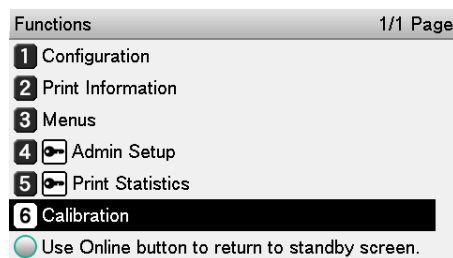 Functions 1/1 Page
1 Configuration
2 Print Information
3 Menus
4 Admin Setup
5 Print Statistics
6 Calibration
Use Online button to return to standby screen.